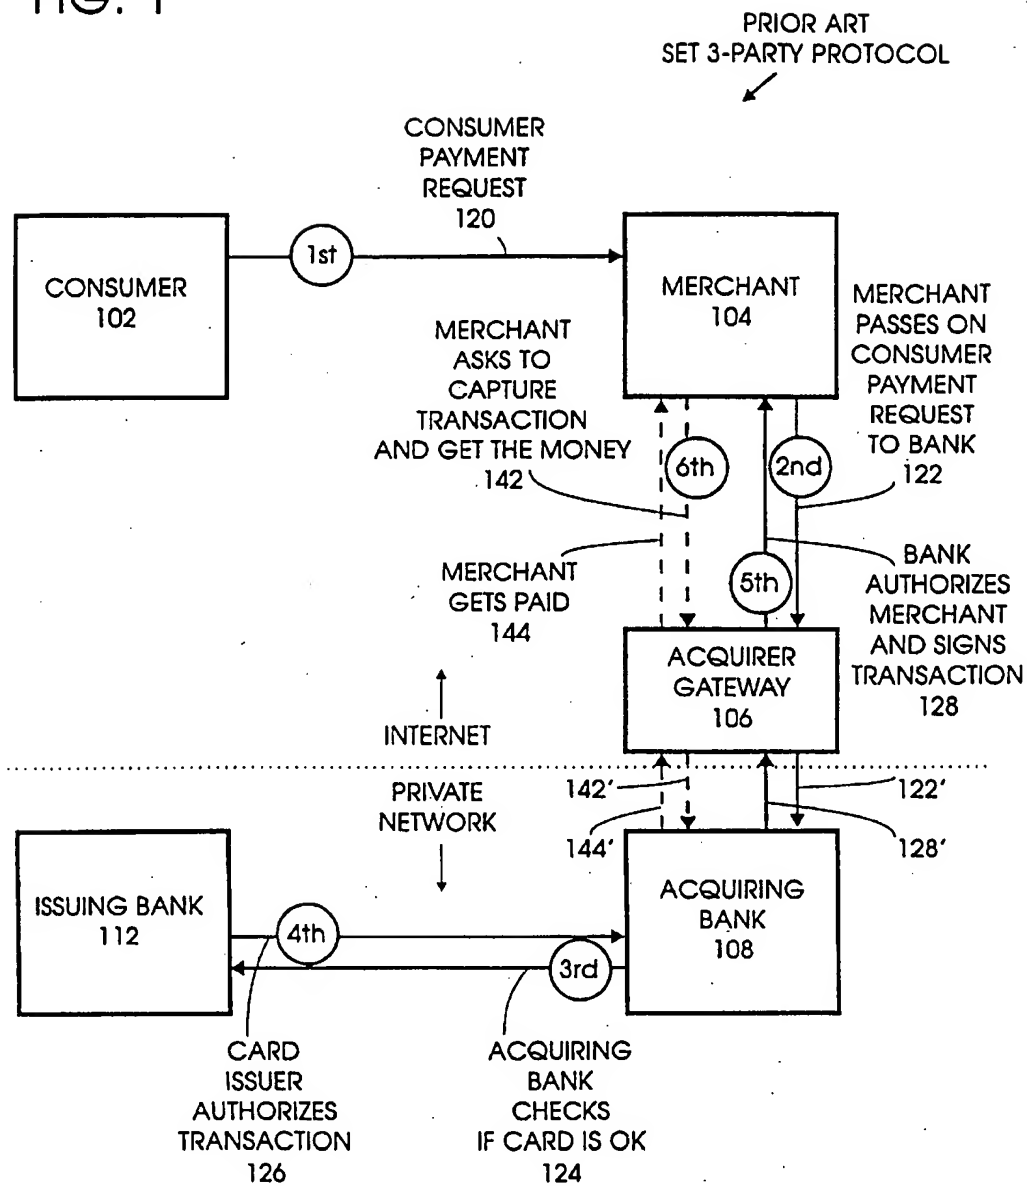 FIG. 1
PRIOR ART
SET 3-PARTY PROTOCOL
CONSUMER
PAYMENT
REQUEST
120
1st
CONSUMER
102
MERCHANT
104
MERCHANT
PASSES ON
CONSUMER
PAYMENT
REQUEST
TO BANK
122
MERCHANT
ASKS TO
CAPTURE
TRANSACTION
AND GET THE MONEY
142
6th
2nd
MERCHANT
GETS PAID
144
5th
BANK
AUTHORIZES
MERCHANT
AND SIGNS
TRANSACTION
128
ACQUIRER
GATEWAY
106
INTERNET
PRIVATE
NETWORK
142'
144'
122'
128'
ISSUING BANK
112
4th
3rd
ACQUIRING
BANK
108
CARD
ISSUER
AUTHORIZES
TRANSACTION
126
ACQUIRING
BANK
CHECKS
IF CARD IS OK
124